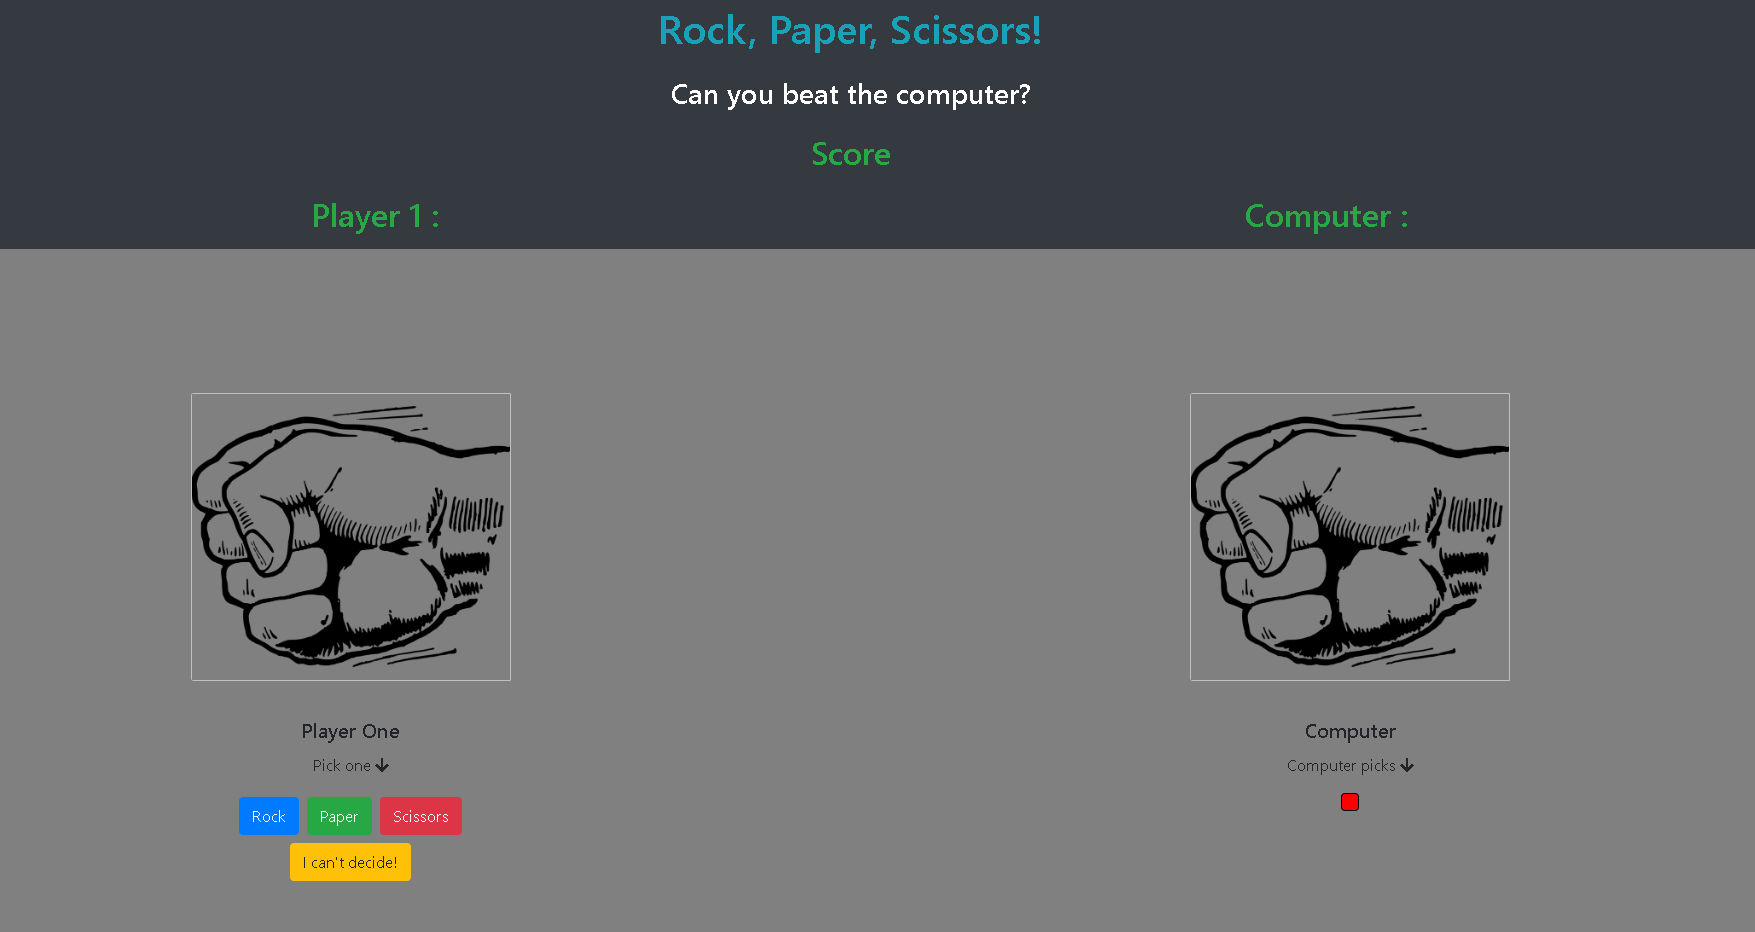 Rock, Paper, Scissors!
Can you beat the computer?
Score
Player 1 :
Computer :
Player One
Pick one
Rock
Paper
Scissors
I can't decide!
Computer
Computer picks